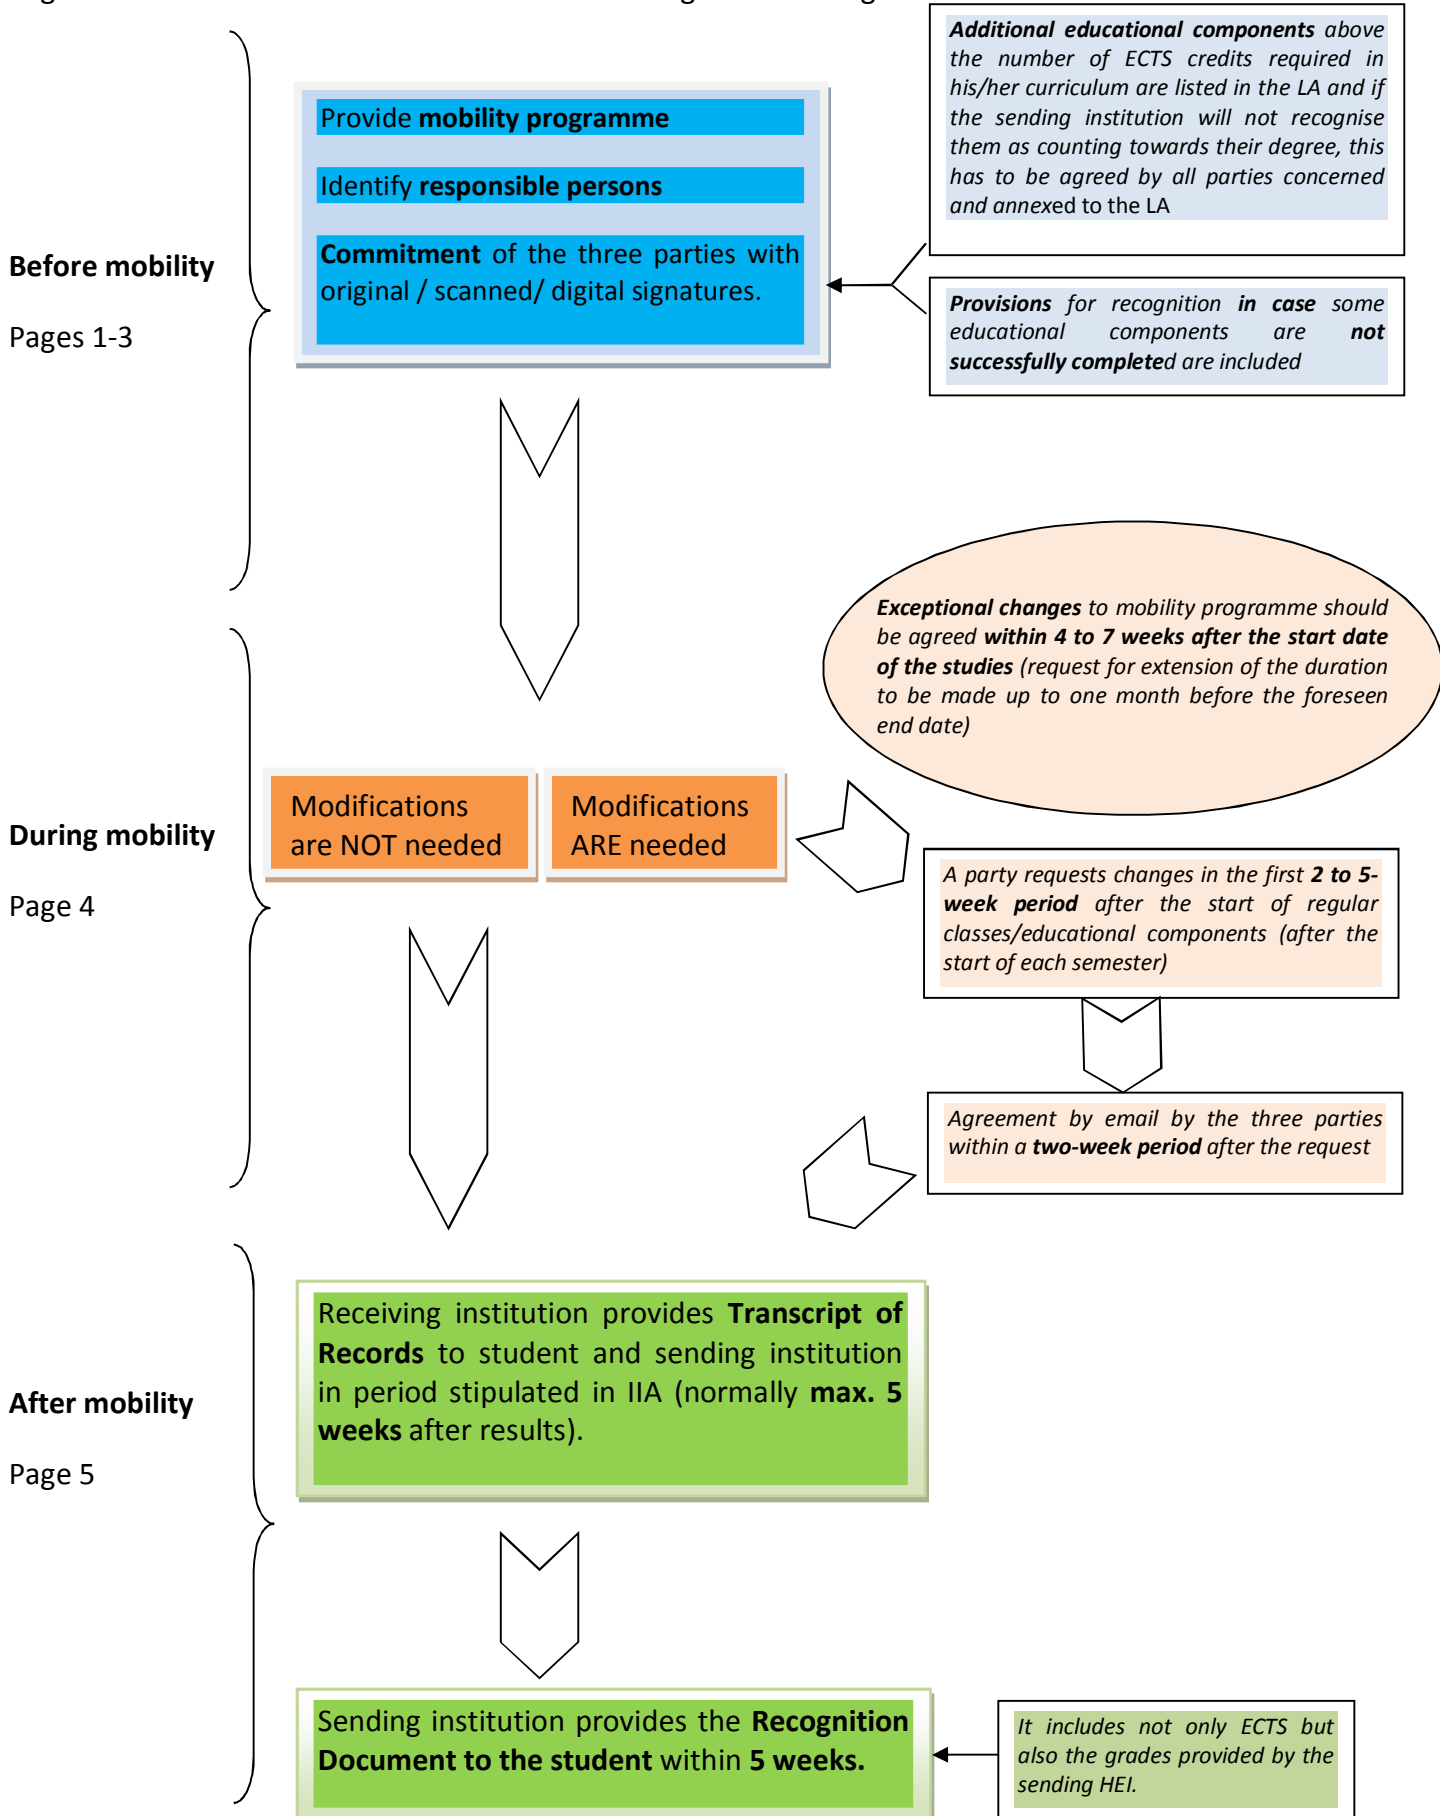 Additional educational components above
the number of ECTS credits required in
his/her curriculum are listed in the LA and if
the sending institution will not recognise
them as counting towards their degree, this
has to be agreed by all parties concerned
and annexed to the LA
Provide mobility programme
Identify responsible persons
Commitment of the three parties with
original / scanned/ digital signatures.
Before mobility
Pages 1-3
Provisions for recognition in case some
educational components are not
successfully completed are included
Exceptional changes to mobility programme should
be agreed within 4 to 7 weeks after the start date
of the studies (request for extension of the duration
to be made up to one month before the foreseen
end date)
During mobility
Page 4
Modifications
are NOT needed
Modifications
ARE needed
A party requests changes in the first 2 to 5-
week period after the start of regular
classes/educational components (after the
start of each semester)
Agreement by email by the three parties
within a two-week period after the request
After mobility
Page 5
Receiving institution provides Transcript of
Records to student and sending institution
in period stipulated in IIA (normally max. 5
weeks after results).
Sending institution provides the Recognition
Document to the student within 5 weeks.
It includes not only ECTS but
also the grades provided by the
sending HEI.